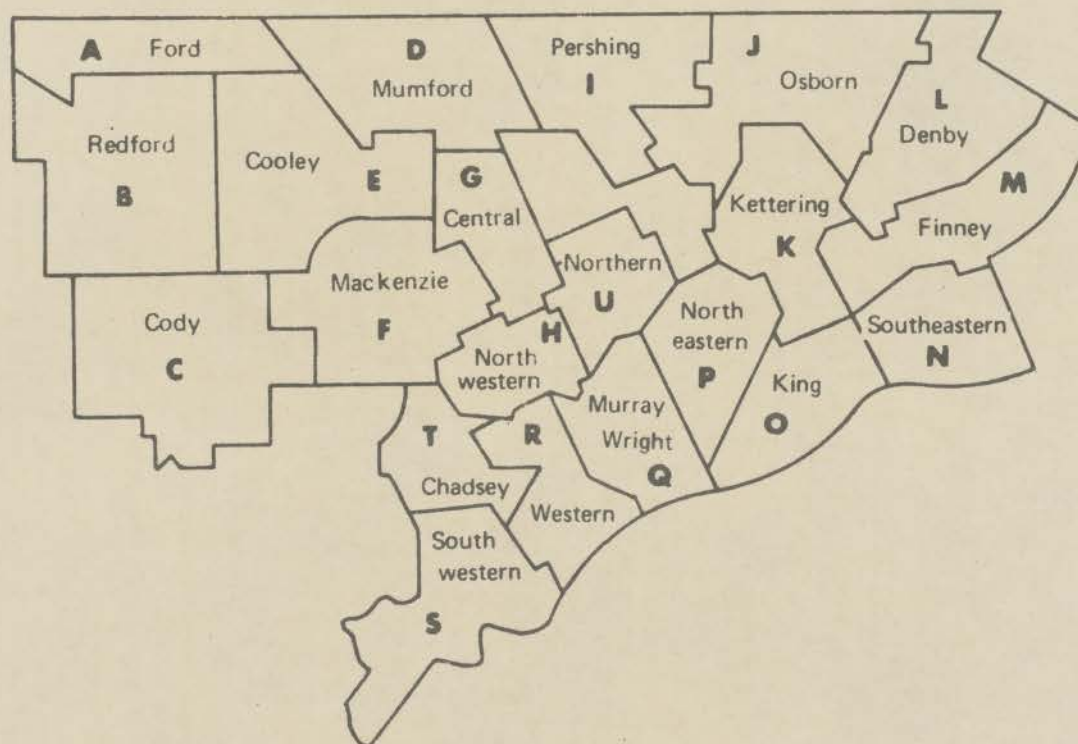 A Ford
Redford
B
Cody
C
D
Mumford
Cooley
E
Mackenzie
F
G
Central
H
North
western
Pershing
I
J
Osborn
Kettering
K
L
Denby
M
Finney
Southeastern
N
King
O
North
eastern
P
Murray
Wright
Q
R
Western
South
western
S
T
Chadsey
Northern
U